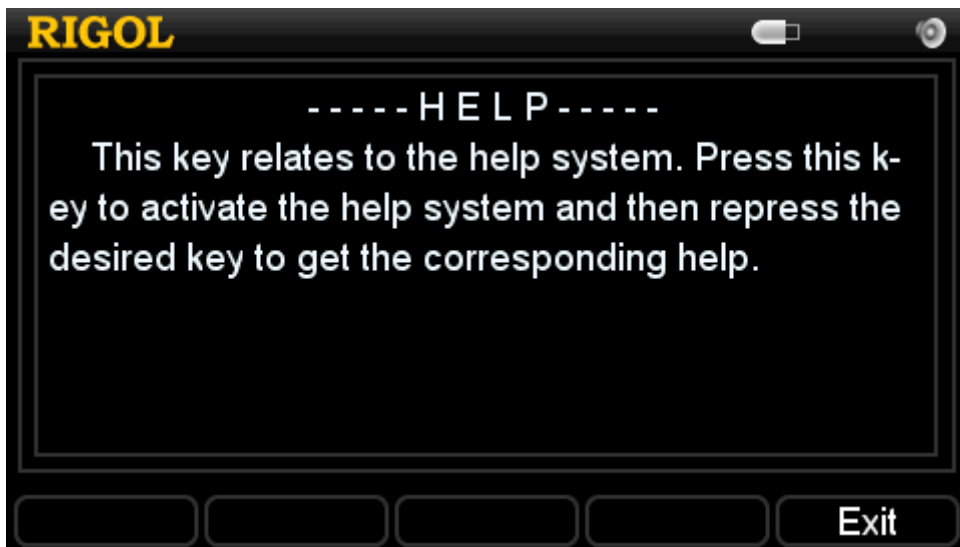 RIGOL
-----HELP-----
This key relates to the help system. Press this k-
ey to activate the help system and then repress the
desired key to get the corresponding help.
Exit